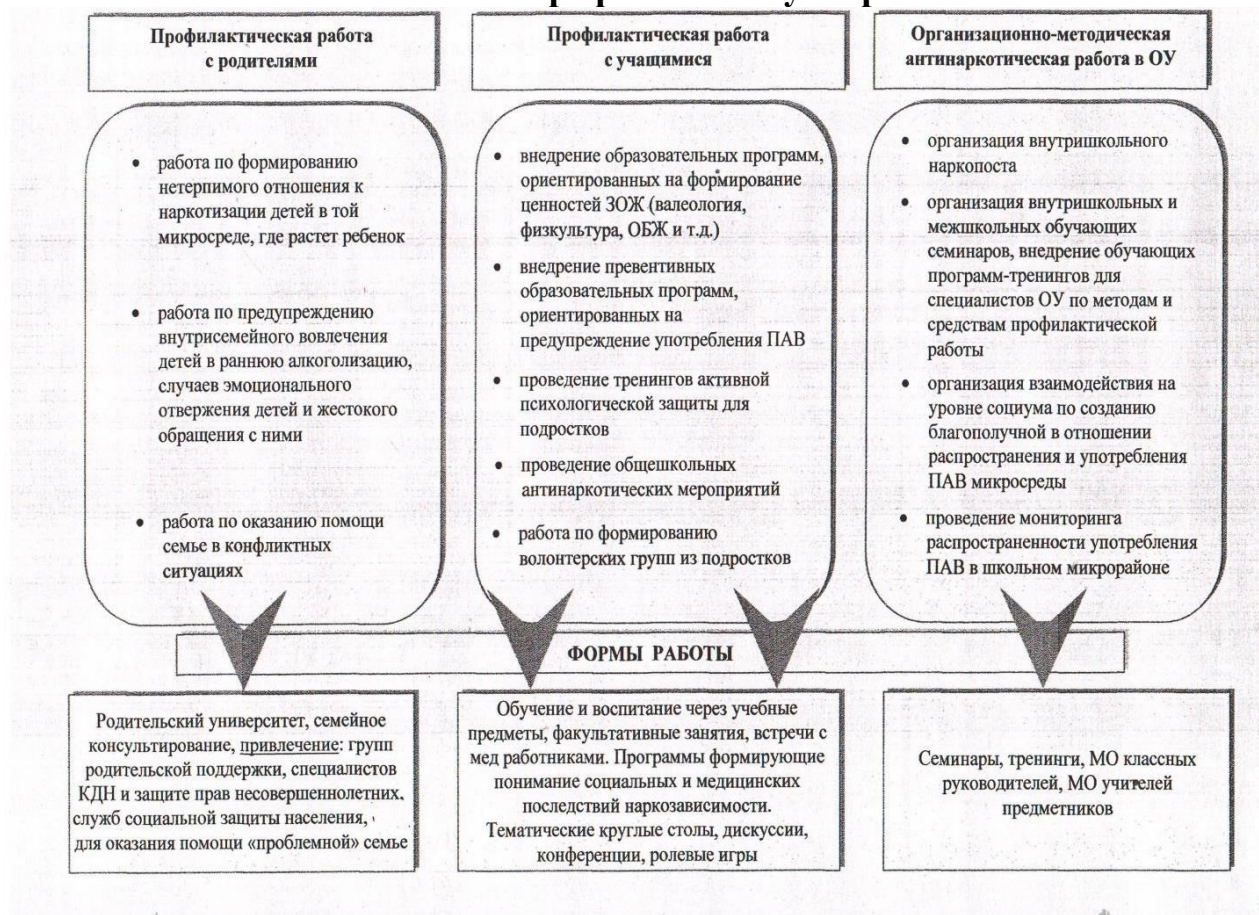 Профилактическая работа
с родителями
Профилактическая работа
с учащимися
Организационно-методическая
антинаркотическая работа в ОУ
• работа по формированию
нетерпимого отношения к
наркотизации детей в той
микросреде, где растет ребенок
• работа по предупреждению
внутрисемейного вовлечения
детей в раннюю алкоголизацию,
случаев эмоционального
отвержения детей и жестокого
обращения с ними
• работа по оказанию помощи
семье в конфликтных
ситуациях
• внедрение образовательных программ,
ориентированных на формирование
ценностей ЗОЖ (валеология,
физкультура, ОБЖ и т.д.)
• внедрение превентивных
образовательных программ,
ориентированных на
предупреждение употребления ПАВ
• проведение тренингов активной
психологической защиты для
подростков
• проведение общешкольных
антинаркотических мероприятий
• работа по формированию
волонтерских групп из подростков
• организация внутришкольного
наркопоста
• организация внутришкольных и
межшкольных обучающих
семинаров, внедрение обучающих
программ-тренингов для
специалистов ОУ по методам и
средствам профилактической
работы
• организация взаимодействия на
уровне социума по созданию
благополучной в отношении
распространения и употребления
ПАВ микросреды
• проведение мониторинга
распространенности употребления
ПАВ в школьном микрорайоне
ФОРМЫ РАБОТЫ
Родительский университет, семейное
консультирование, привлечение: групп
родительской поддержки, специалистов
КДН и защите прав несовершеннолетних,
служб социальной защиты населения,
для оказания помощи «проблемной» семье
Обучение и воспитание через учебные
предметы, факультативные занятия, встречи с
мед работниками. Программы формирующие
понимание социальных и медицинских
последствий наркозависимости.
Тематические круглые столы, дискуссии,
конференции, ролевые игры
Семинары, тренинги, МО классных
руководителей, МО учителей
предметников